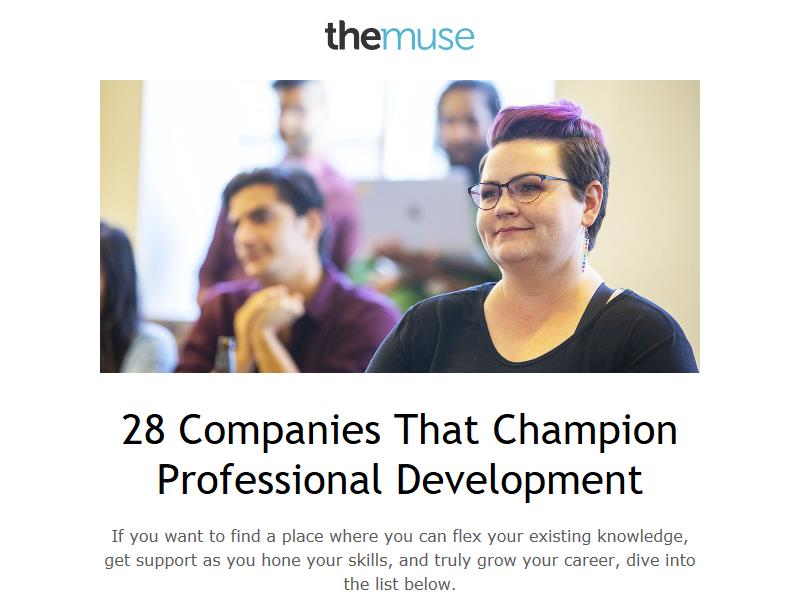 themuse
28 Companies That Champion
Professional Development
If you want to find a place where you can flex your existing knowledge,
get support as you hone your skills, and truly grow your career, dive into
the list below.